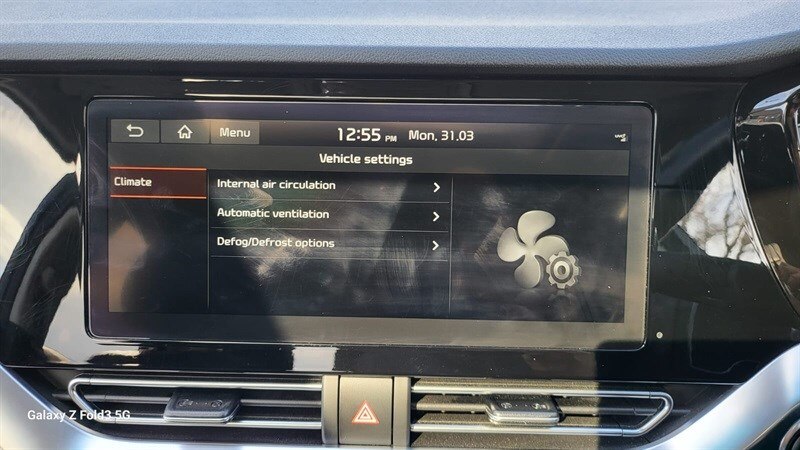 Menu
12:55 PM Mon, 31.03
Vehicle settings
Climate
Internal air circulation
Automatic ventilation
Defog/Defrost options
Galaxy Z Fold3 5G